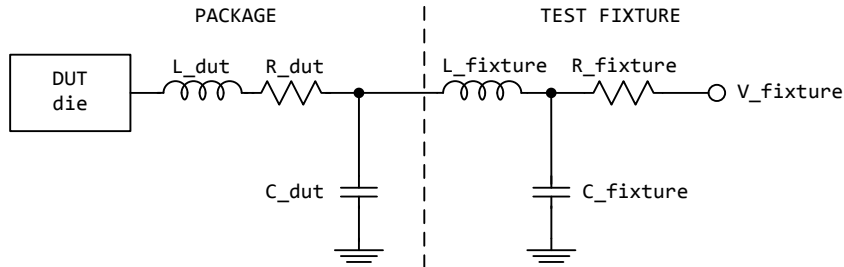 PACKAGE
TEST FIXTURE
L_dut
R_dut
L_fixture
R_fixture
DUT
die
V_fixture
C_dut
C_fixture